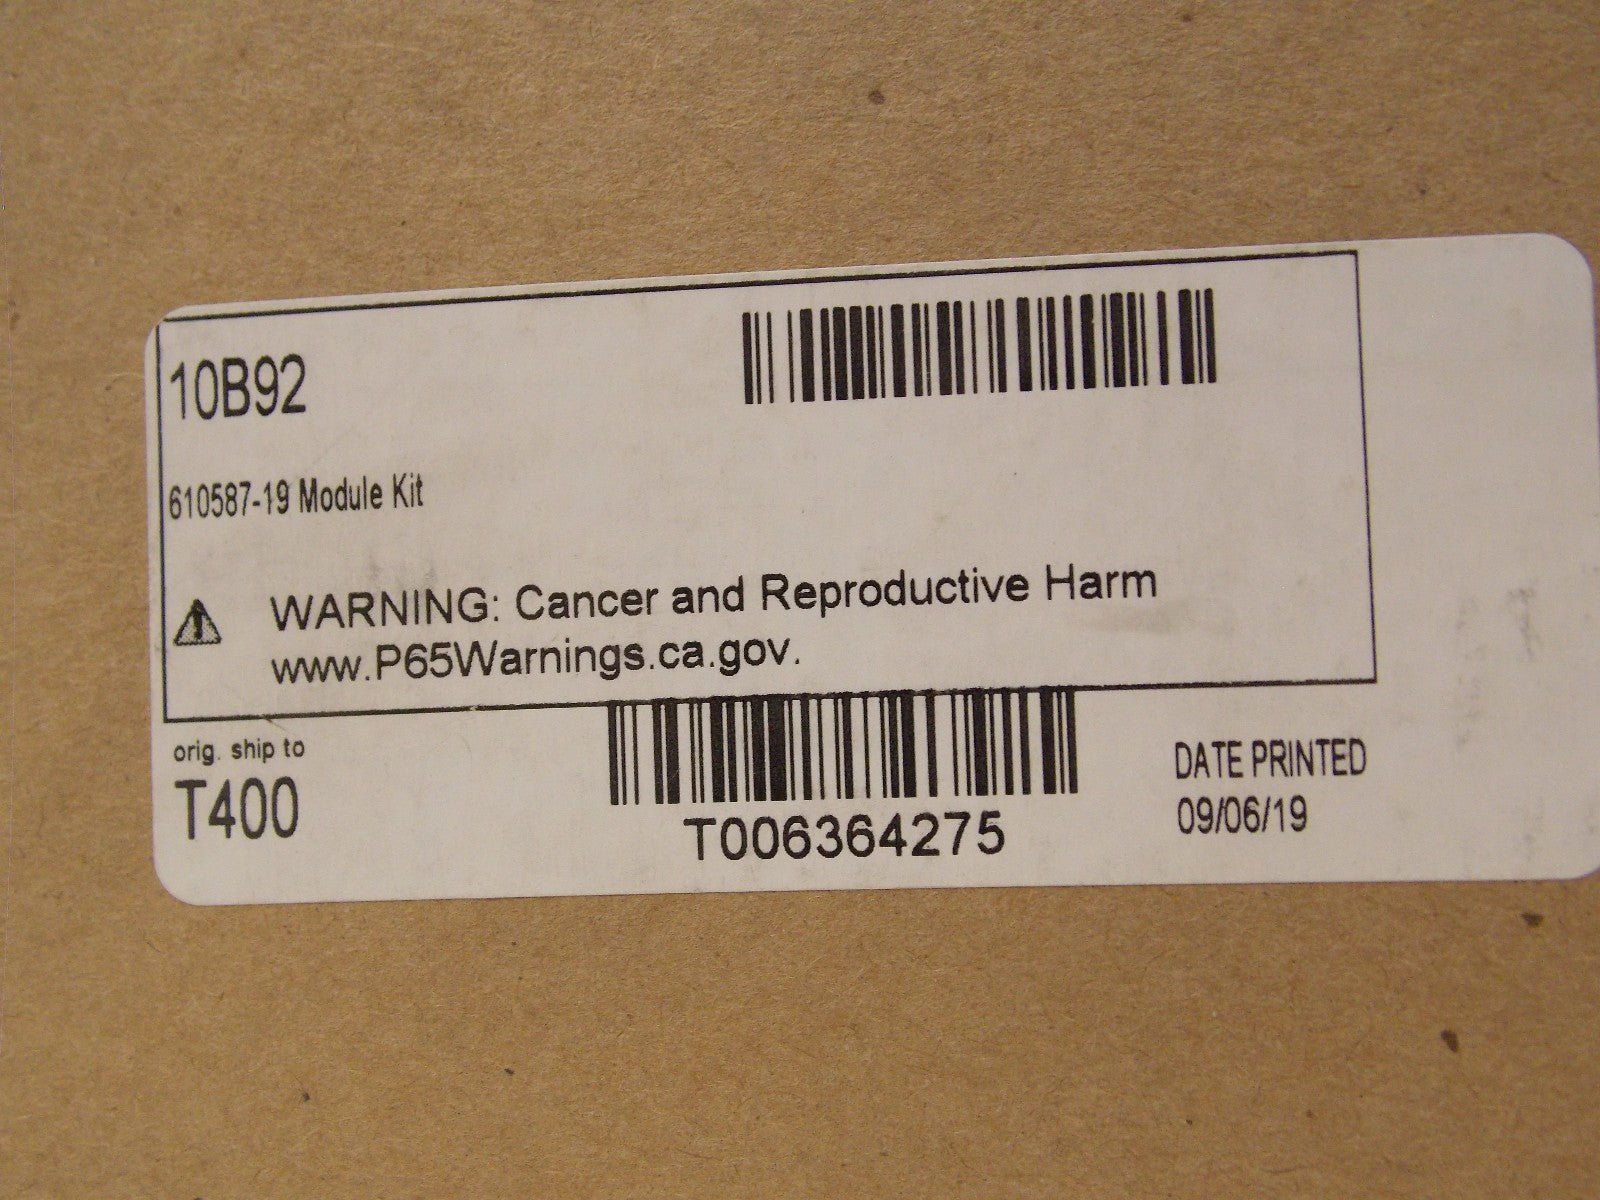 10B92
610587-19 Module Kit
WARNING: Cancer and Reproductive Harm
www.P65Warnings.ca.gov.
orig. ship to
T400
T006364275
DATE PRINTED
09/06/19